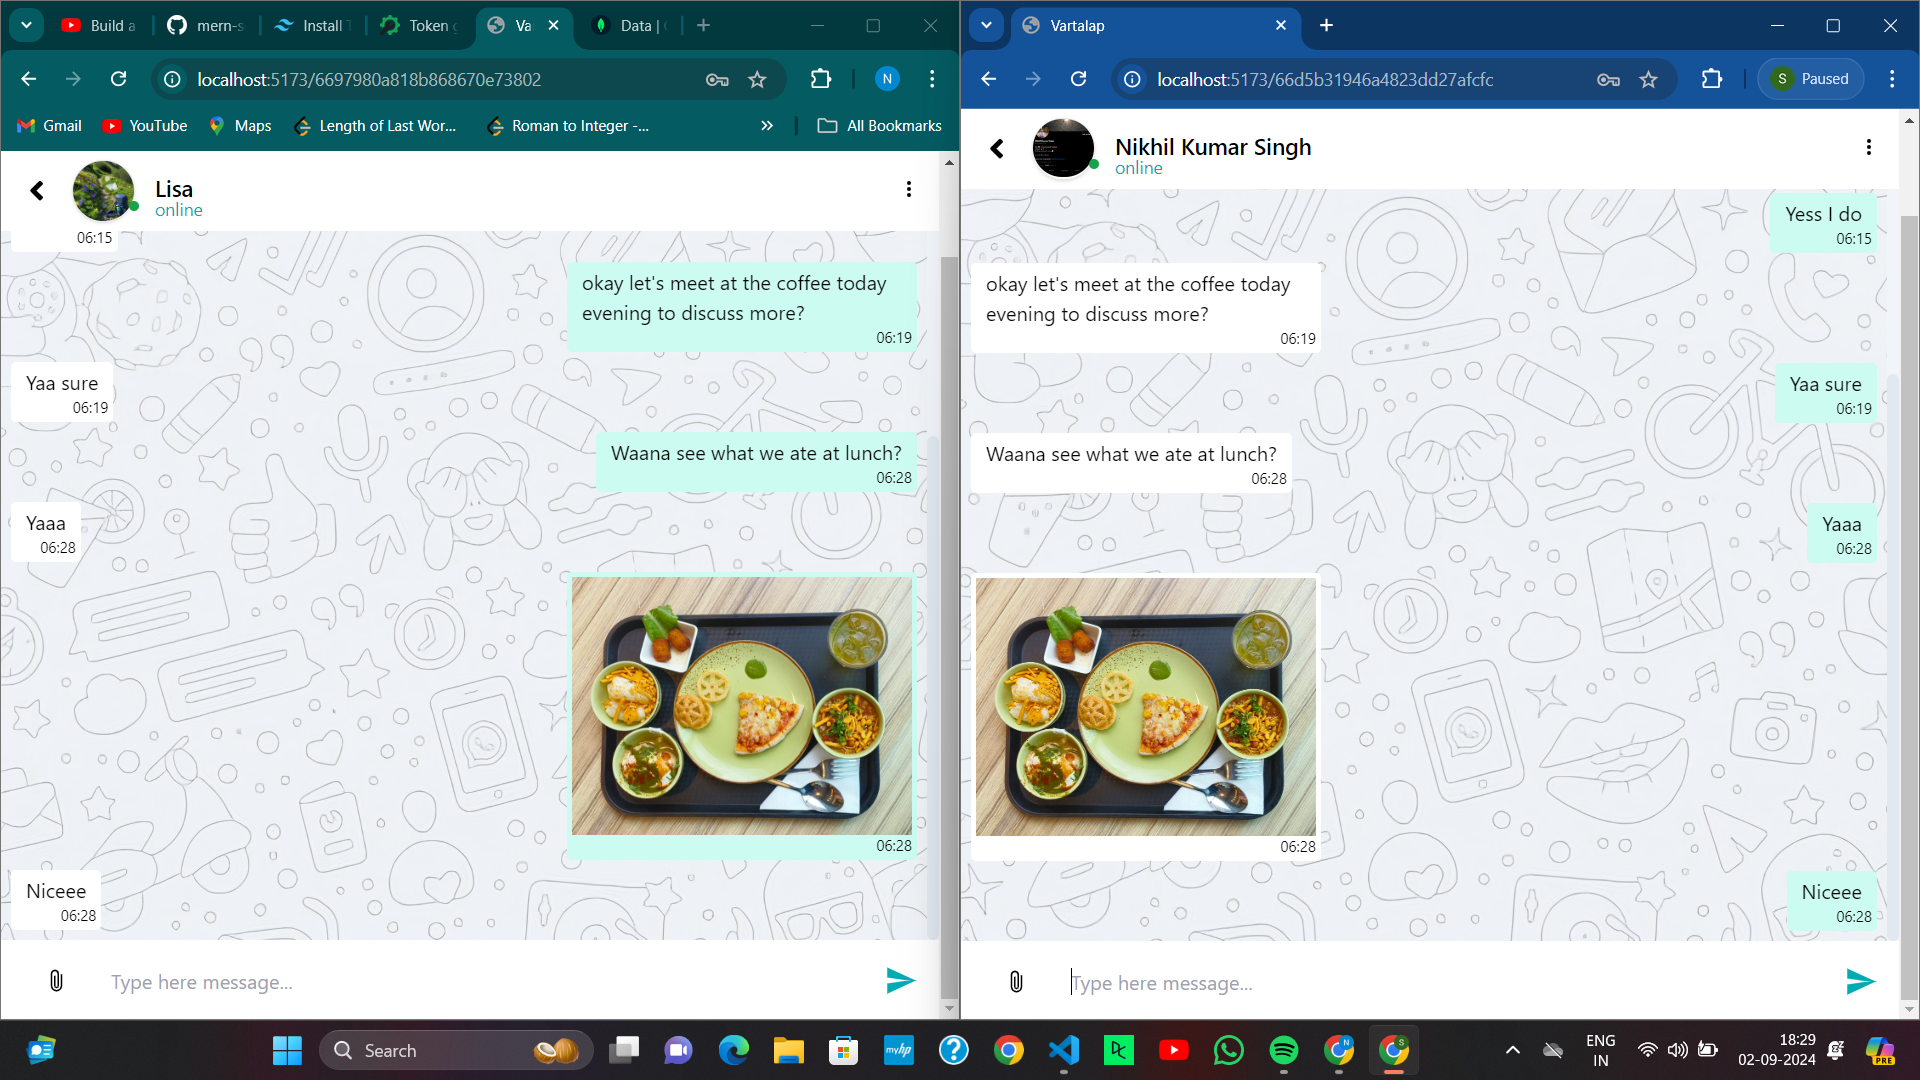 Build a
mern-s
Install T
Token g
Va
Data | C
localhost:5173/6697980a818b868670e73802
N
Gmail
YouTube
Maps
Length of Last Wor...
Roman to Integer -...
All Bookmarks
Lisa
online
06:15
okay let's meet at the coffee today
evening to discuss more?
06:19
Yaa sure
06:19
Waana see what we ate at lunch?
06:28
Yaaa
06:28
06:28
Niceee
06:28
Type here message...
Vartalap
localhost:5173/66d5b31946a4823dd27afcfc
S Paused
Nikhil Kumar Singh
online
Yess I do
06:15
okay let's meet at the coffee today
evening to discuss more?
06:19
Yaa sure
06:19
Waana see what we ate at lunch?
06:28
Yaaa
06:28
06:28
Niceee
06:28
Type here message...
Search
myhp
ENG
IN
18:29
02-09-2024
PRE